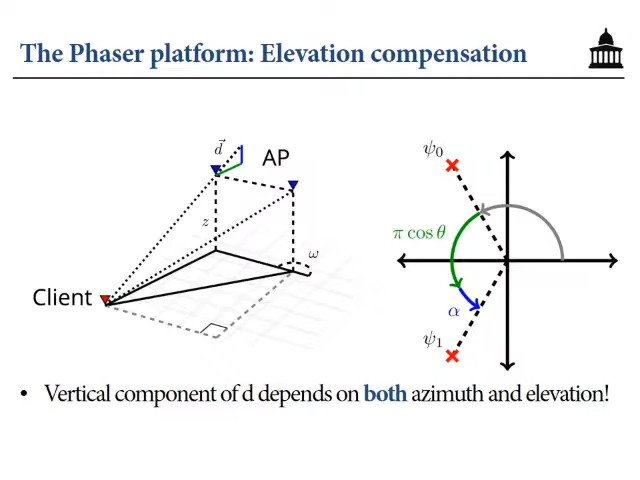 The Phaser platform: Elevation compensation
d⃗
AP
z
ω
Client
ψ₀
π cos θ
α
ψ₁
• Vertical component of d depends on both azimuth and elevation!